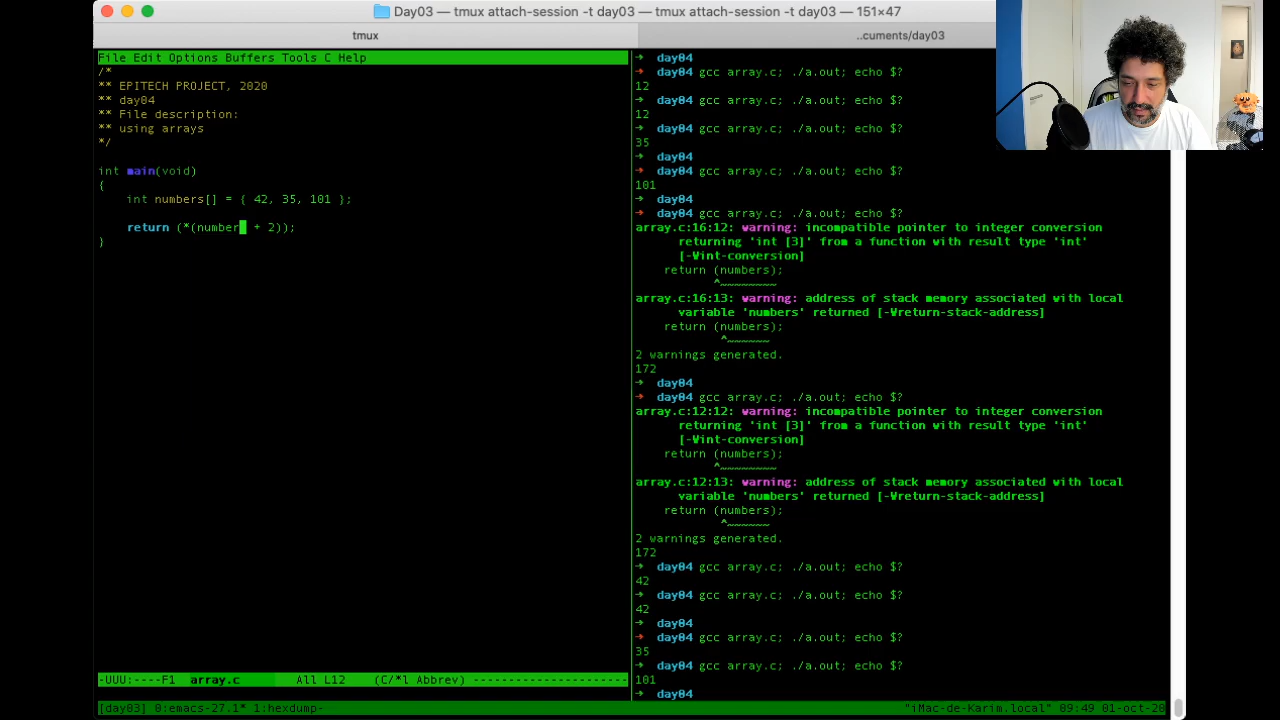 Day03 — tmux attach-session -t day03 — tmux attach-session -t day03 — 151×47
tmux
..cuments/day03
File Edit Options Buffers Tools C Help
/*
** EPITECH PROJECT, 2020
** day04
** File description:
** using arrays
*/
int main(void)
{
int numbers[] = { 42, 35, 101 };
return (*(number + 2));
}
-UUU:----F1 array.c All L12 (C/*l Abbrev) ----------------------
→ day04
→ day04 gcc array.c; ./a.out; echo $?
12
→ day04 gcc array.c; ./a.out; echo $?
12
→ day04 gcc array.c; ./a.out; echo $?
35
→ day04
→ day04 gcc array.c; ./a.out; echo $?
101
→ day04
→ day04 gcc array.c; ./a.out; echo $?
array.c:16:12: warning: incompatible pointer to integer conversion
returning 'int [3]' from a function with result type 'int'
[-Wint-conversion]
return (numbers);
^~~~~~~~~
array.c:16:13: warning: address of stack memory associated with local
variable 'numbers' returned [-Wreturn-stack-address]
return (numbers);
^~~~~~~
2 warnings generated.
172
→ day04
→ day04 gcc array.c; ./a.out; echo $?
array.c:12:12: warning: incompatible pointer to integer conversion
returning 'int [3]' from a function with result type 'int'
[-Wint-conversion]
return (numbers);
^~~~~~~~~
array.c:12:13: warning: address of stack memory associated with local
variable 'numbers' returned [-Wreturn-stack-address]
return (numbers);
^~~~~~~
2 warnings generated.
172
→ day04 gcc array.c; ./a.out; echo $?
42
→ day04 gcc array.c; ./a.out; echo $?
42
→ day04
→ day04 gcc array.c; ./a.out; echo $?
35
→ day04 gcc array.c; ./a.out; echo $?
101
→ day04
[day03] 0:emacs-27.1* 1:hexdump- "iMac-de-Karim.local" 09:49 01-oct-20